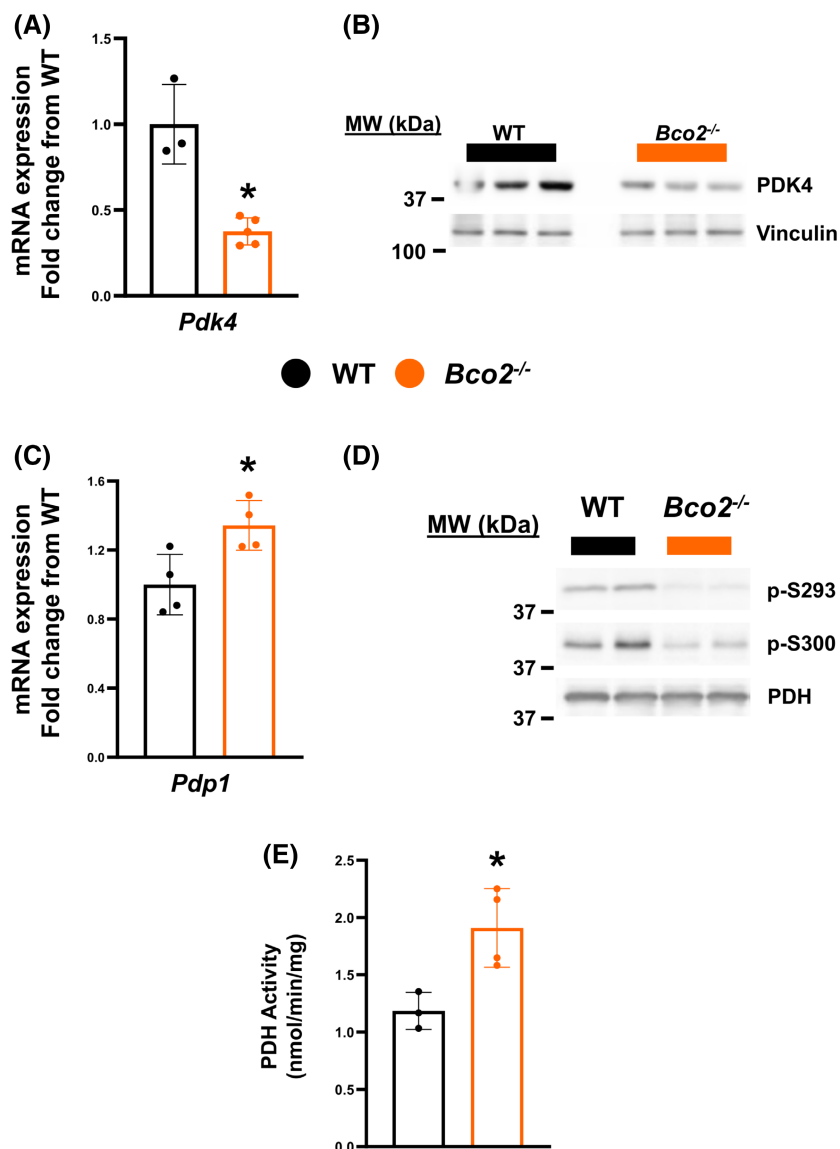 (A)
mRNA expression
Fold change from WT
1.5
1.0
0.5
0.0
*
Pdk4
(B)
MW (kDa)
WT
Bco2-/-
PDK4
37
Vinculin
100
WT
Bco2-/-
(C)
mRNA expression
Fold change from WT
1.6
1.2
0.8
0.4
0.0
*
Pdp1
(D)
MW (kDa)
WT
Bco2-/-
p-S293
37
p-S300
37
PDH
37
(E)
PDH Activity
(nmol/min/mg)
2.5
2.0
1.5
1.0
0.5
0.0
*